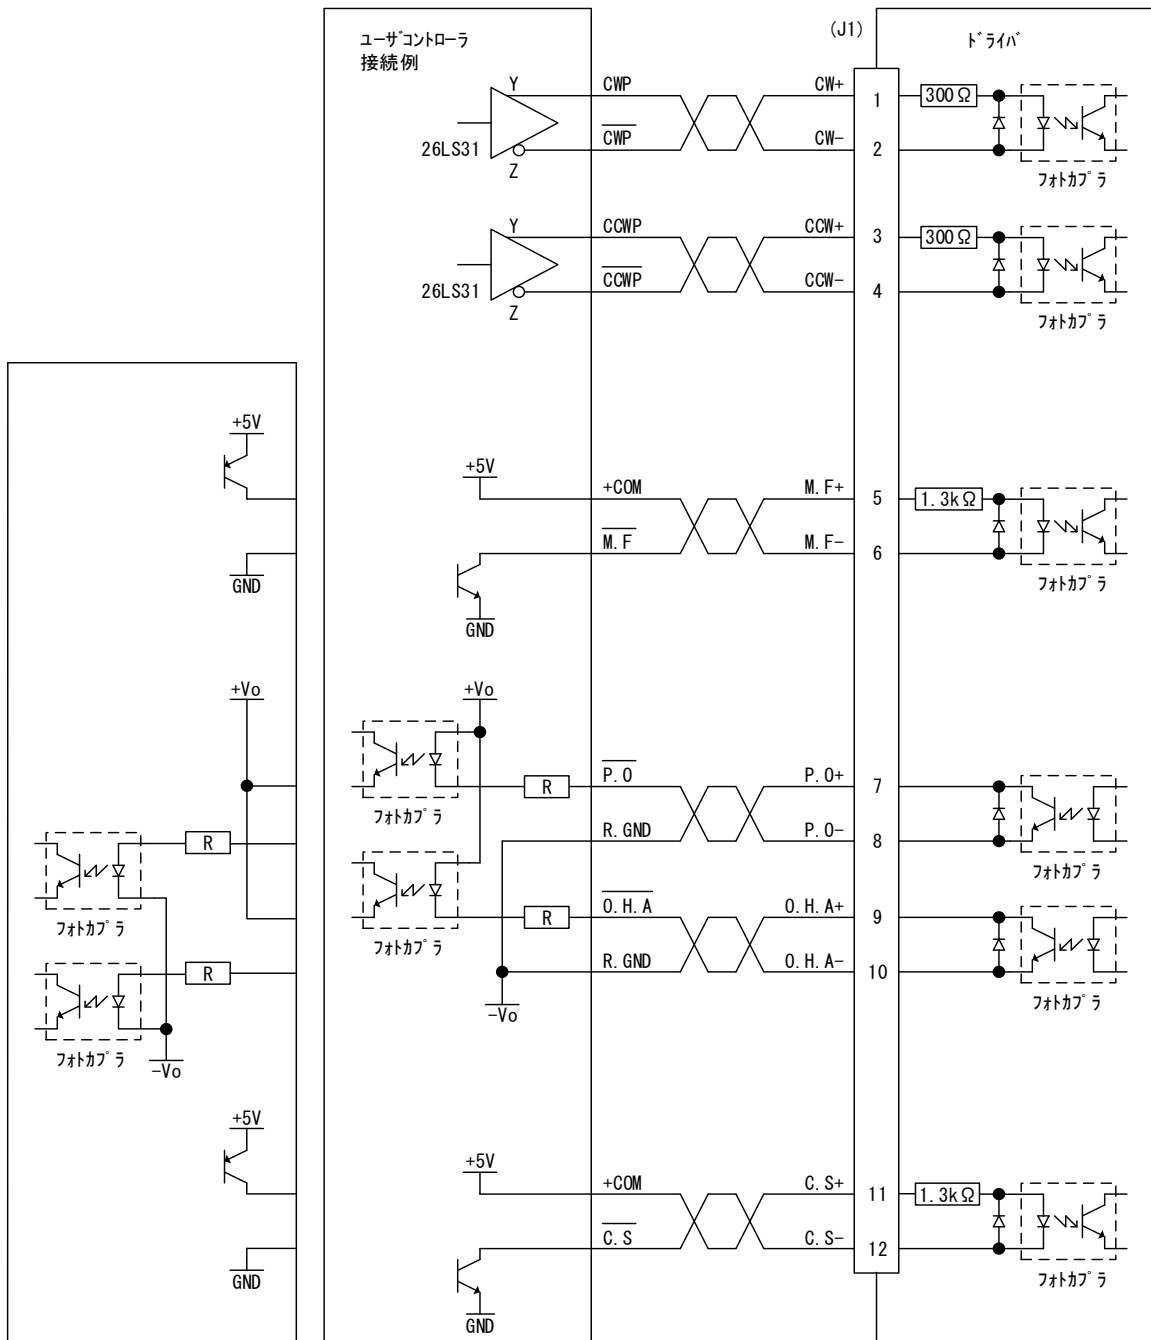 ユーザコントローラ
接続例
(J1)
ドライバ
Y
CWP
CW+
1
300Ω
26LS31
CWP
CW-
2
Z
フォトカプラ
Y
CCWP
CCW+
3
300Ω
26LS31
CCWP
CCW-
4
Z
フォトカプラ
+5V
+5V
+COM
M.F+
5
1.3kΩ
M.F
M.F-
6
GND
フォトカプラ
GND
+Vo
+Vo
P.O
P.O+
7
R
フォトカプラ
R.GND
P.O-
8
R
フォトカプラ
O.H.A
O.H.A+
9
R
フォトカプラ
フォトカプラ
R.GND
O.H.A-
10
R
-Vo
フォトカプラ
フォトカプラ
-Vo
+5V
+5V
+COM
C.S+
11
1.3kΩ
C.S
C.S-
12
GND
フォトカプラ
GND